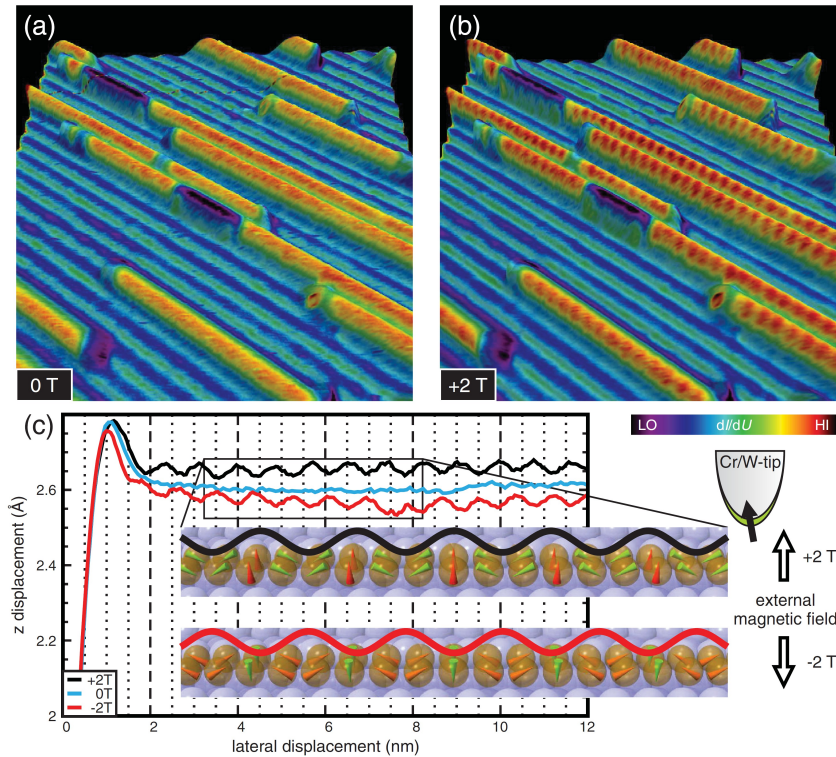 (a)
(b)
0 T
+2 T
(c)
LO dI/dU HI
Cr/W-tip
+2 T
external
magnetic field
-2 T
z displacement (Å)
2.6
2.4
2.2
2
+2T
0T
-2T
0 2 4 6 8 10 12
lateral displacement (nm)